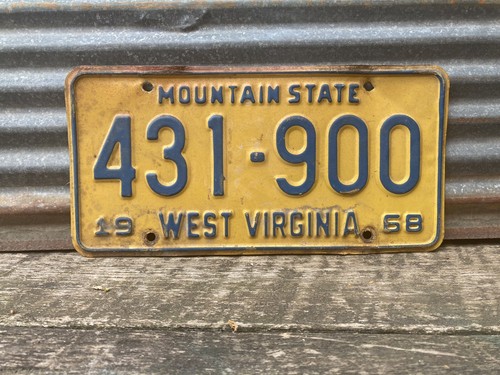 MOUNTAIN STATE
431-900
19 WEST VIRGINIA 58